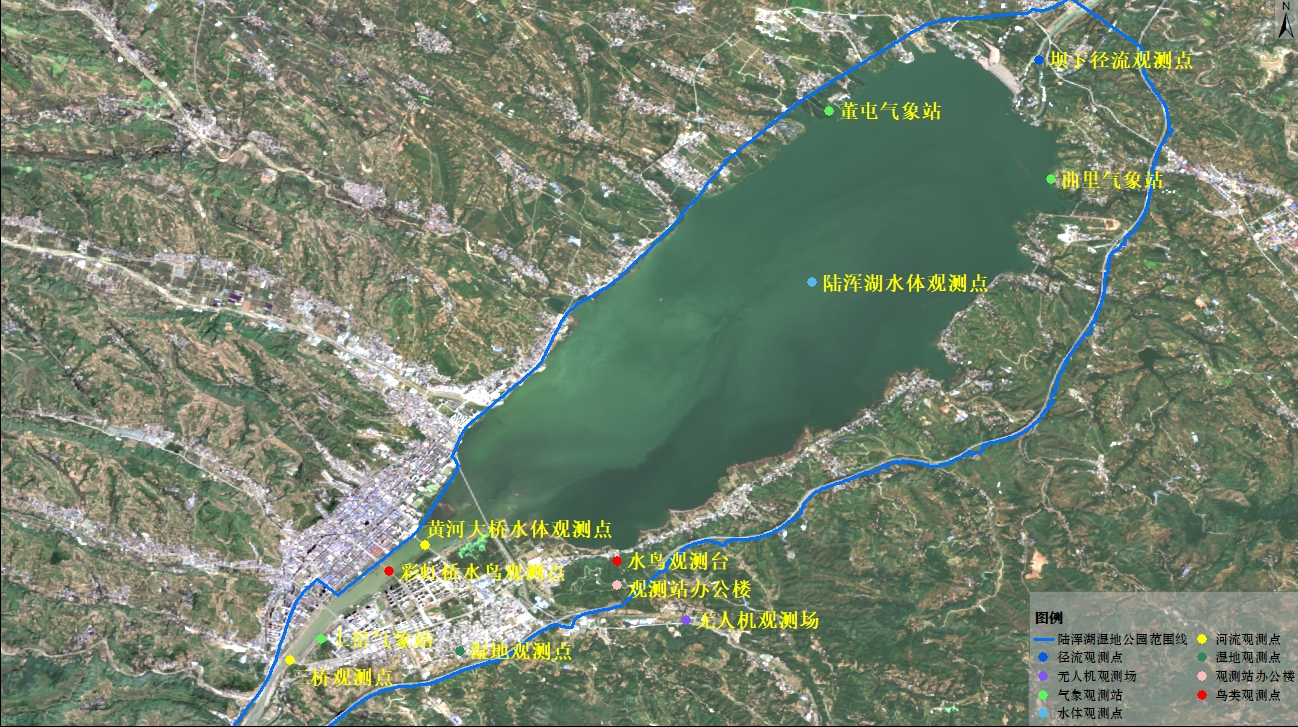 N
坝下径流观测点
董屯气象站
曲里气象站
陆浑湖水体观测点
黄河大桥水体观测点
水鸟观测台
彩虹桥水鸟观测点
观测站办公楼
无人机观测场
气象站
湿地观测点
三桥观测点
图例
陆浑湖湿地公园范围线
河流观测点
径流观测点
湿地观测点
无人机观测场
观测站办公楼
气象观测站
鸟类观测点
水体观测点